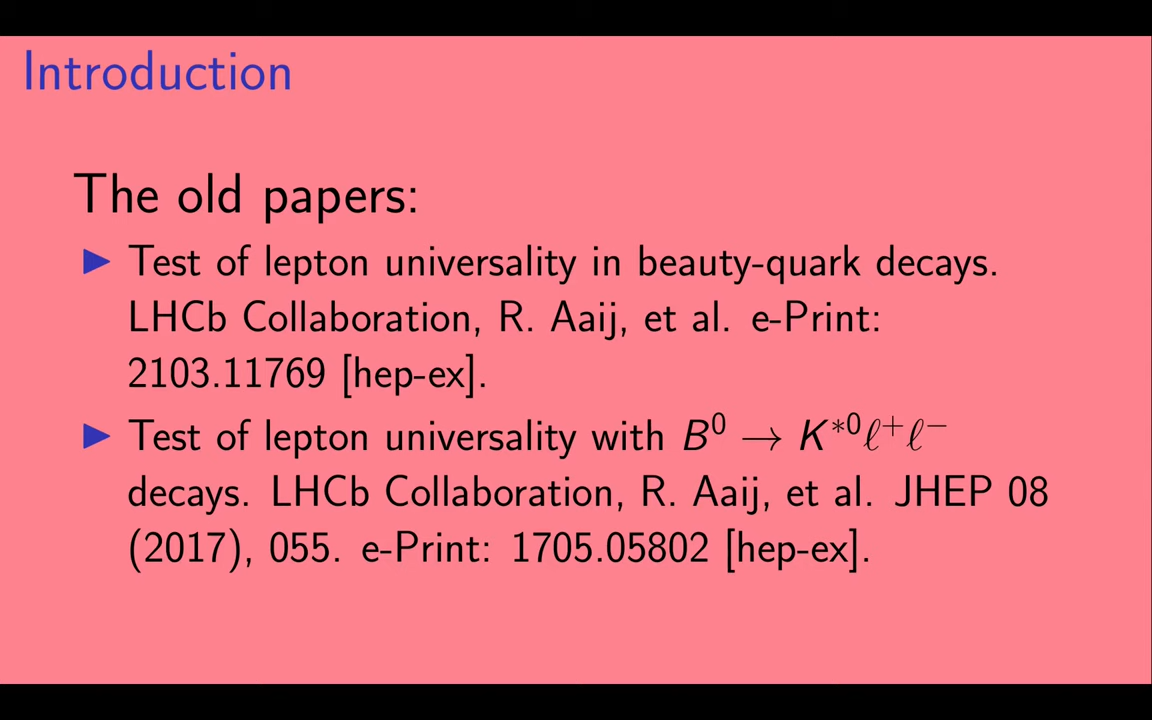 Introduction
The old papers:
▶ Test of lepton universality in beauty-quark decays.
LHCb Collaboration, R. Aaij, et al. e-Print:
2103.11769 [hep-ex].
▶ Test of lepton universality with B⁰ → K*⁰ℓ⁺ℓ⁻
decays. LHCb Collaboration, R. Aaij, et al. JHEP 08
(2017), 055. e-Print: 1705.05802 [hep-ex].